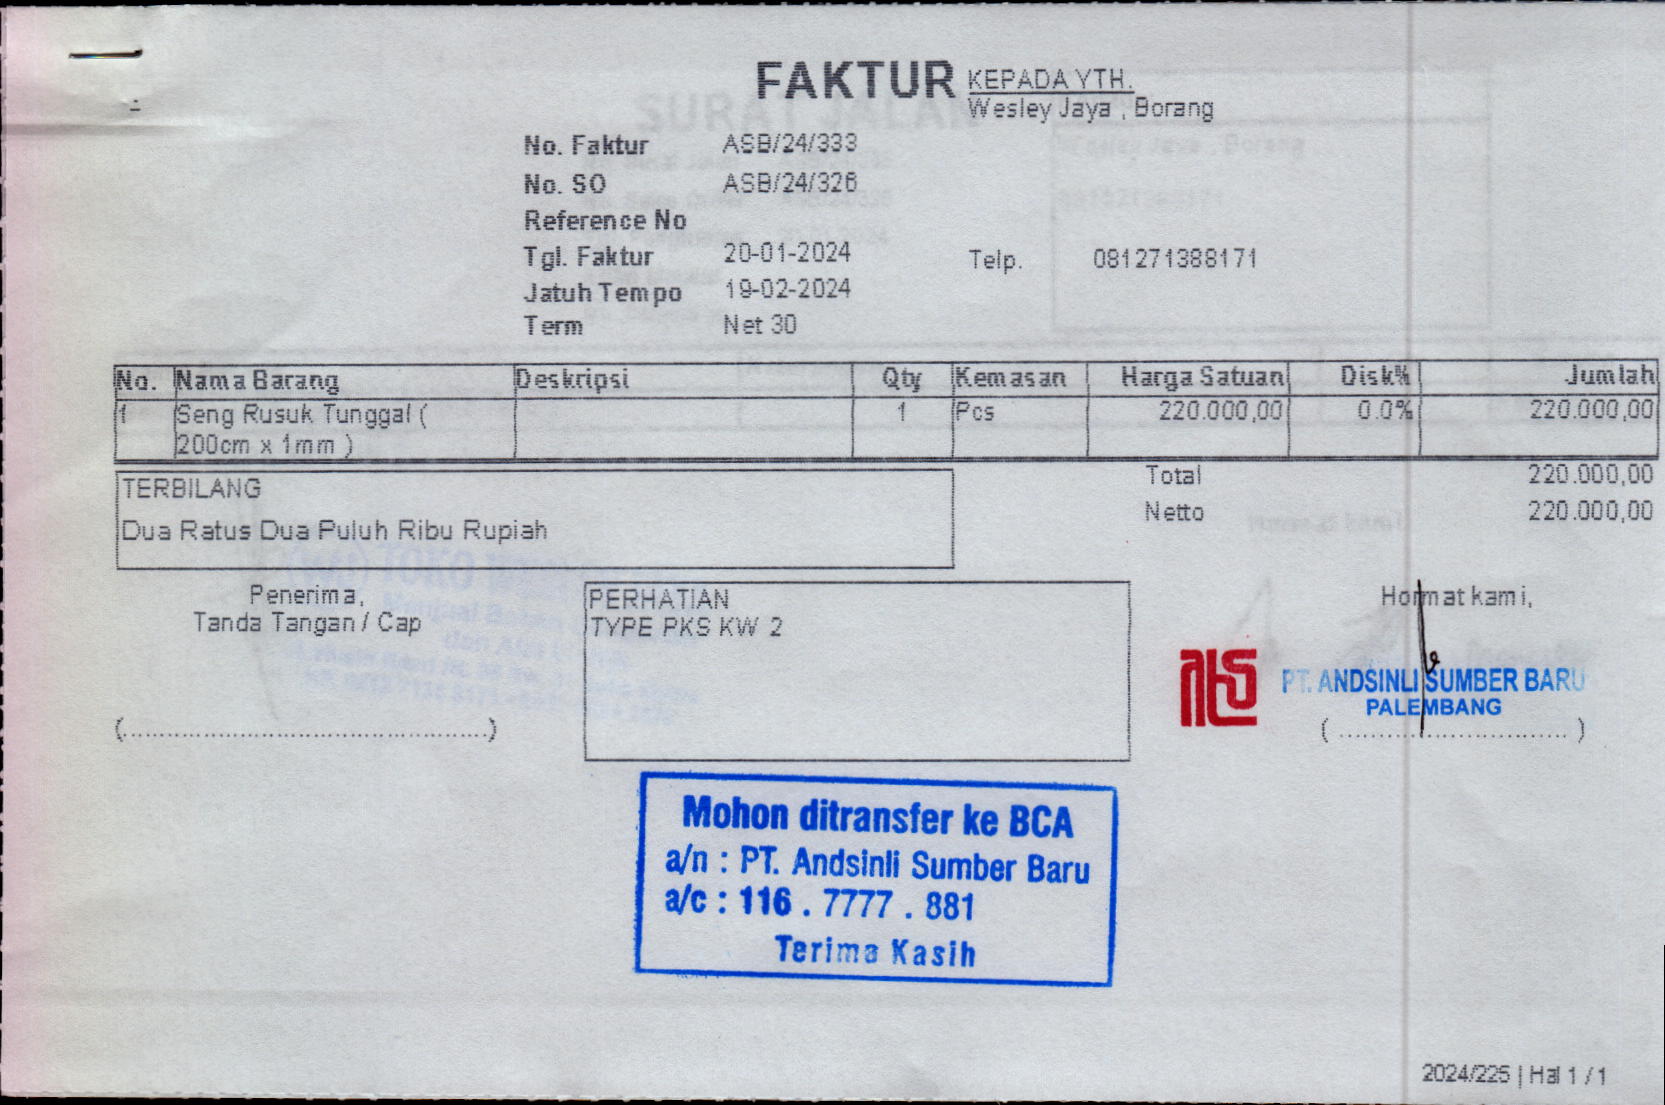 FAKTUR
KEPADA YTH.
Wesley Jaya , Borang
No. Faktur ASB/24/333
No. SO ASB/24/326
Reference No
Tgl. Faktur 20-01-2024 Telp. 081271388171
Jatuh Tempo 19-02-2024
Term Net 30
No. Nama Barang Deskripsi Qty Kemasan Harga Satuan Disk% Jumlah
1 Seng Rusuk Tunggal ( 1 Pcs 220.000,00 0.0% 220.000,00
200cm x 1mm )
Total 220.000,00
Netto 220.000,00
TERBILANG
Dua Ratus Dua Puluh Ribu Rupiah
Penerima,
Tanda Tangan / Cap
(............................................)
PERHATIAN
TYPE PKS KW 2
Hormat kami,
PT. ANDSINLI SUMBER BARU
PALEMBANG
( ............................ )
Mohon ditransfer ke BCA
a/n : PT. Andsinli Sumber Baru
a/c : 116 . 7777 . 881
Terima Kasih
2024/225 | Hal 1 / 1